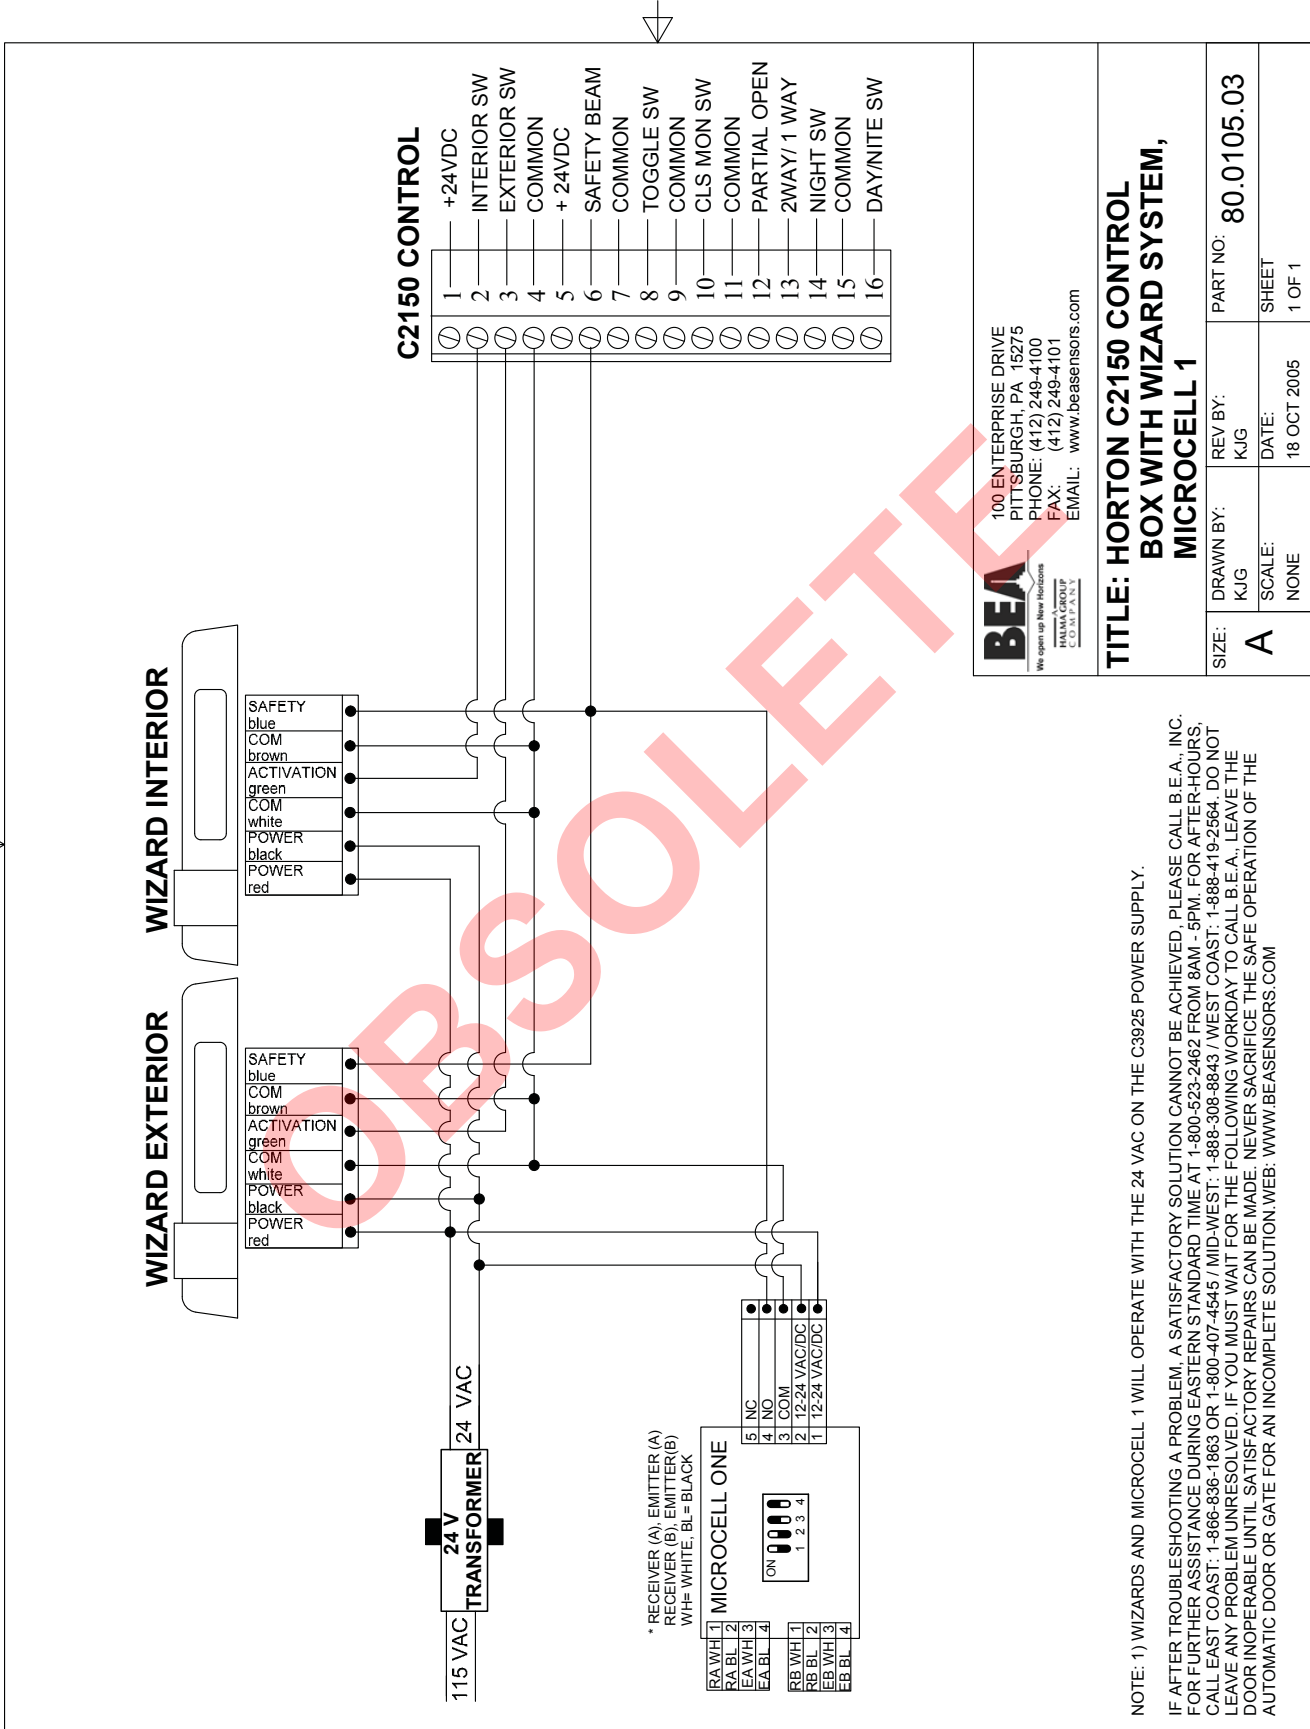 WIZARD EXTERIOR
SAFETY
blue
COM
brown
ACTIVATION
green
COM
white
POWER
black
POWER
red
WIZARD INTERIOR
SAFETY
blue
COM
brown
ACTIVATION
green
COM
white
POWER
black
POWER
red
C2150 CONTROL
1 +24VDC
2 INTERIOR SW
3 EXTERIOR SW
4 COMMON
5 + 24VDC
6 SAFETY BEAM
7 COMMON
8 TOGGLE SW
9 COMMON
10 CLS MON SW
11 COMMON
12 PARTIAL OPEN
13 2WAY/ 1 WAY
14 NIGHT SW
15 COMMON
16 DAY/NITE SW
115 VAC
24 V
TRANSFORMER
24 VAC
* RECEIVER (A), EMITTER (A)
RECEIVER (B), EMITTER(B)
WH= WHITE, BL= BLACK
MICROCELL ONE
RA WH 1
RA BL 2
EA WH 3
EA BL 4
RB WH 1
RB BL 2
EB WH 3
EB BL 4
ON
1 2 3 4
5 NC
4 NO
3 COM
2 12-24 VAC/DC
1 12-24 VAC/DC
OBSOLETE
NOTE: 1) WIZARDS AND MICROCELL 1 WILL OPERATE WITH THE 24 VAC ON THE C3925 POWER SUPPLY.
IF AFTER TROUBLESHOOTING A PROBLEM, A SATISFACTORY SOLUTION CANNOT BE ACHIEVED, PLEASE CALL B.E.A., INC.
FOR FURTHER ASSISTANCE DURING EASTERN STANDARD TIME AT 1-800-523-2462 FROM 8AM - 5PM. FOR AFTER-HOURS,
CALL EAST COAST: 1-866-836-1863 OR 1-800-407-4545 / MID-WEST: 1-888-308-8843 / WEST COAST: 1-888-419-2564. DO NOT
LEAVE ANY PROBLEM UNRESOLVED. IF YOU MUST WAIT FOR THE FOLLOWING WORKDAY TO CALL B.E.A., LEAVE THE
DOOR INOPERABLE UNTIL SATISFACTORY REPAIRS CAN BE MADE. NEVER SACRIFICE THE SAFE OPERATION OF THE
AUTOMATIC DOOR OR GATE FOR AN INCOMPLETE SOLUTION.WEB: WWW.BEASENSORS.COM
BEA
We open up New Horizons
A
HALMA GROUP
COMPANY
100 ENTERPRISE DRIVE
PITTSBURGH, PA 15275
PHONE: (412) 249-4100
FAX: (412) 249-4101
EMAIL: www.beasensors.com
TITLE: HORTON C2150 CONTROL
BOX WITH WIZARD SYSTEM,
MICROCELL 1
SIZE:
A
DRAWN BY:
KJG
REV BY:
KJG
PART NO:
80.0105.03
SCALE:
NONE
DATE:
18 OCT 2005
SHEET
1 OF 1